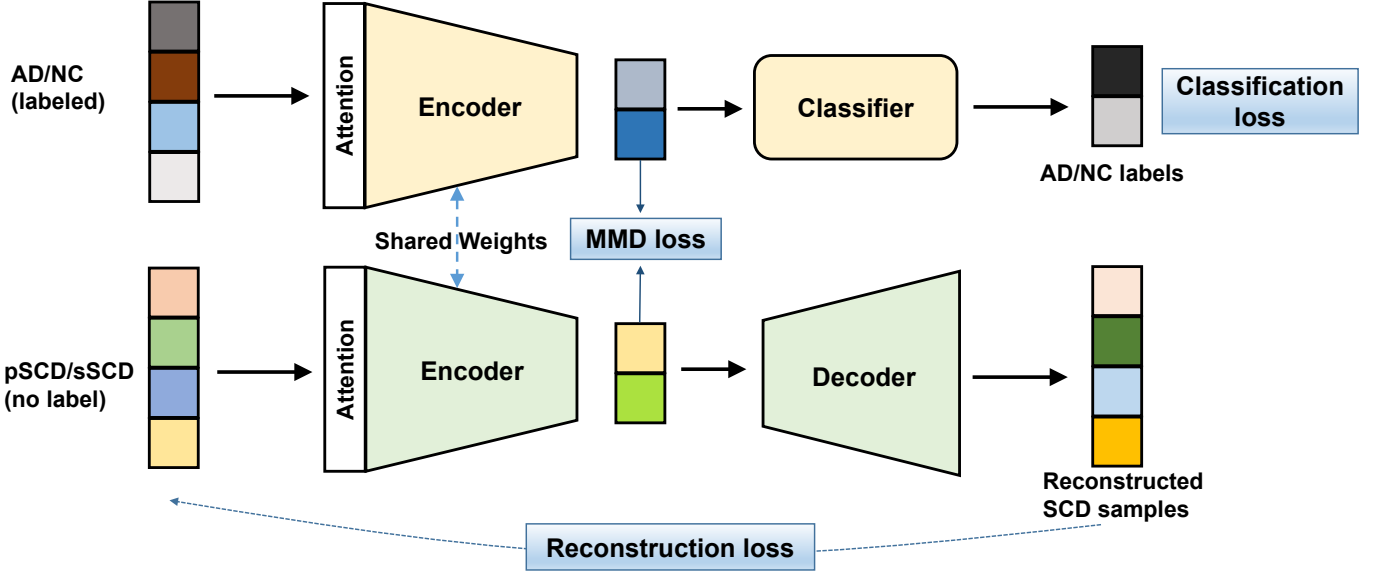 AD/NC
(labeled)
Attention
Encoder
Classifier
Classification
loss
AD/NC labels
Shared Weights
MMD loss
pSCD/sSCD
(no label)
Attention
Encoder
Decoder
Reconstructed
SCD samples
Reconstruction loss